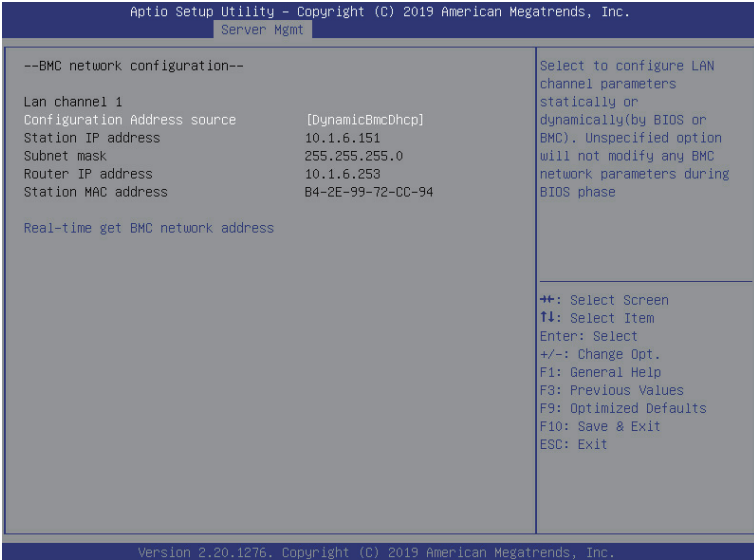 Aptio Setup Utility – Copyright (C) 2019 American Megatrends, Inc.
Server Mgmt
--BMC network configuration--
Lan channel 1
Configuration Address source [DynamicBmcDhcp]
Station IP address 10.1.6.151
Subnet mask 255.255.255.0
Router IP address 10.1.6.253
Station MAC address B4-2E-99-72-CC-94
Real-time get BMC network address
Select to configure LAN
channel parameters
statically or
dynamically(by BIOS or
BMC). Unspecified option
will not modify any BMC
network parameters during
BIOS phase
→←: Select Screen
↑↓: Select Item
Enter: Select
+/-: Change Opt.
F1: General Help
F3: Previous Values
F9: Optimized Defaults
F10: Save & Exit
ESC: Exit
Version 2.20.1276. Copyright (C) 2019 American Megatrends, Inc.